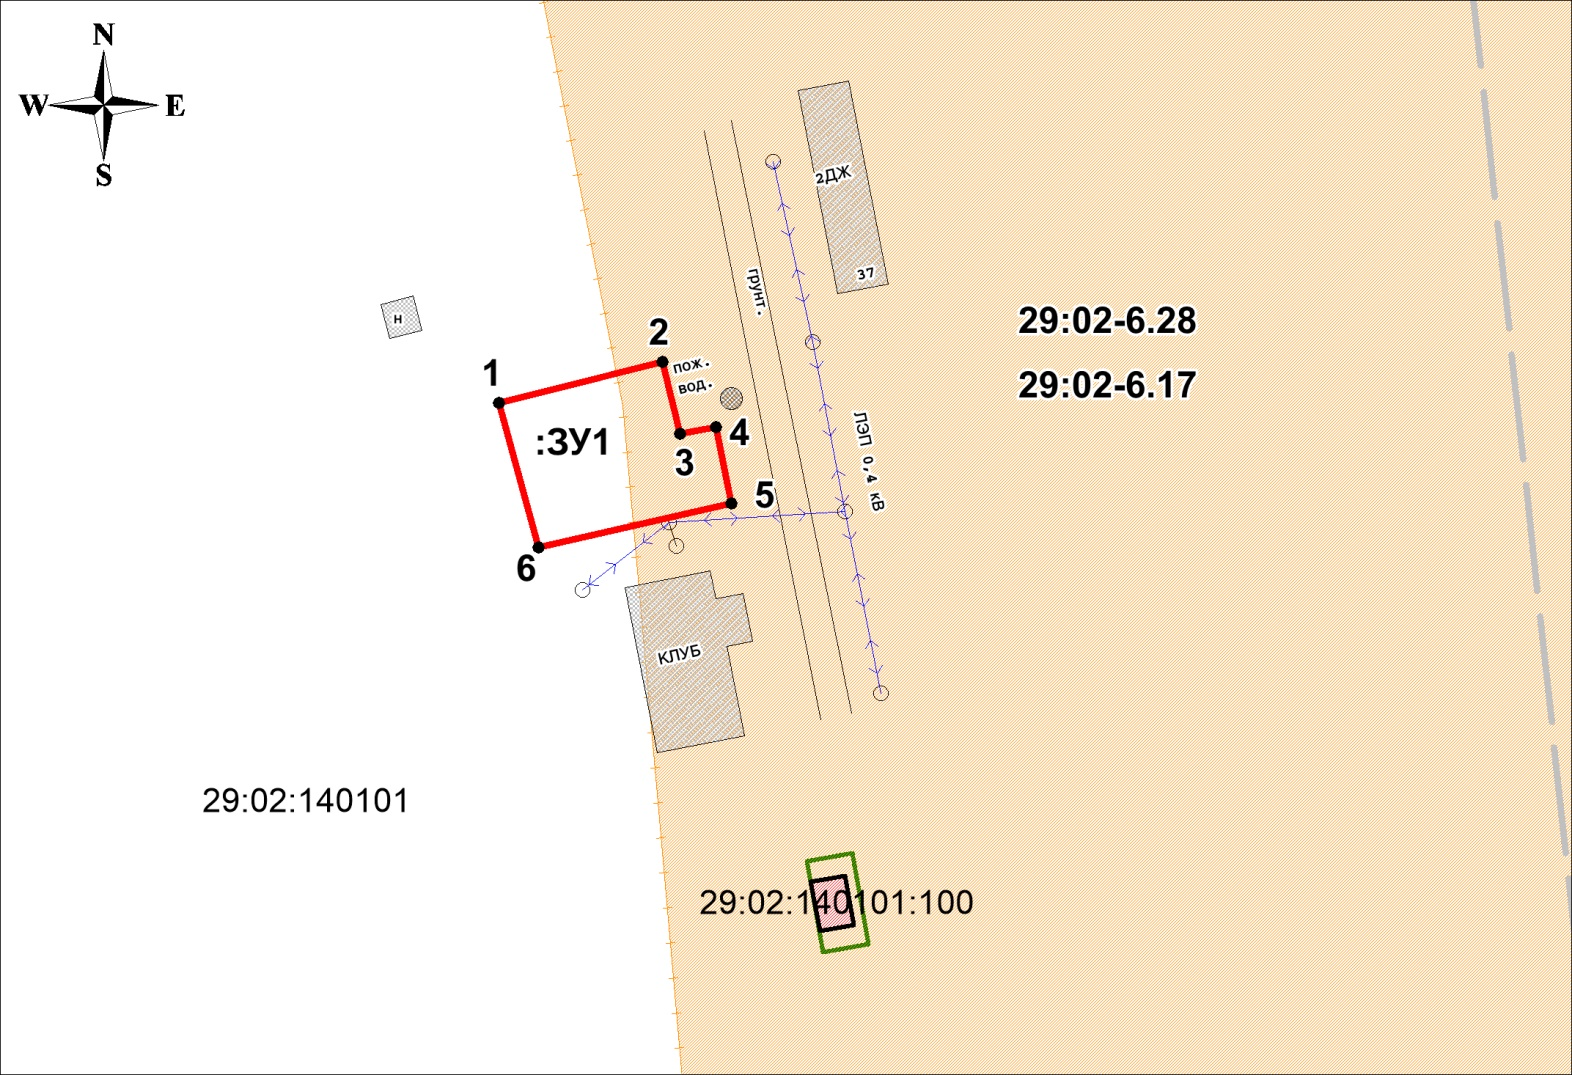 N
W E
S
2ДЖ
37
грунт.
н
29:02-6.28
29:02-6.17
2
пож.
вод.
1
:ЗУ1
4
3
ЛЭП 0,4 кВ
5
6
КЛУБ
29:02:140101
29:02:140101:100